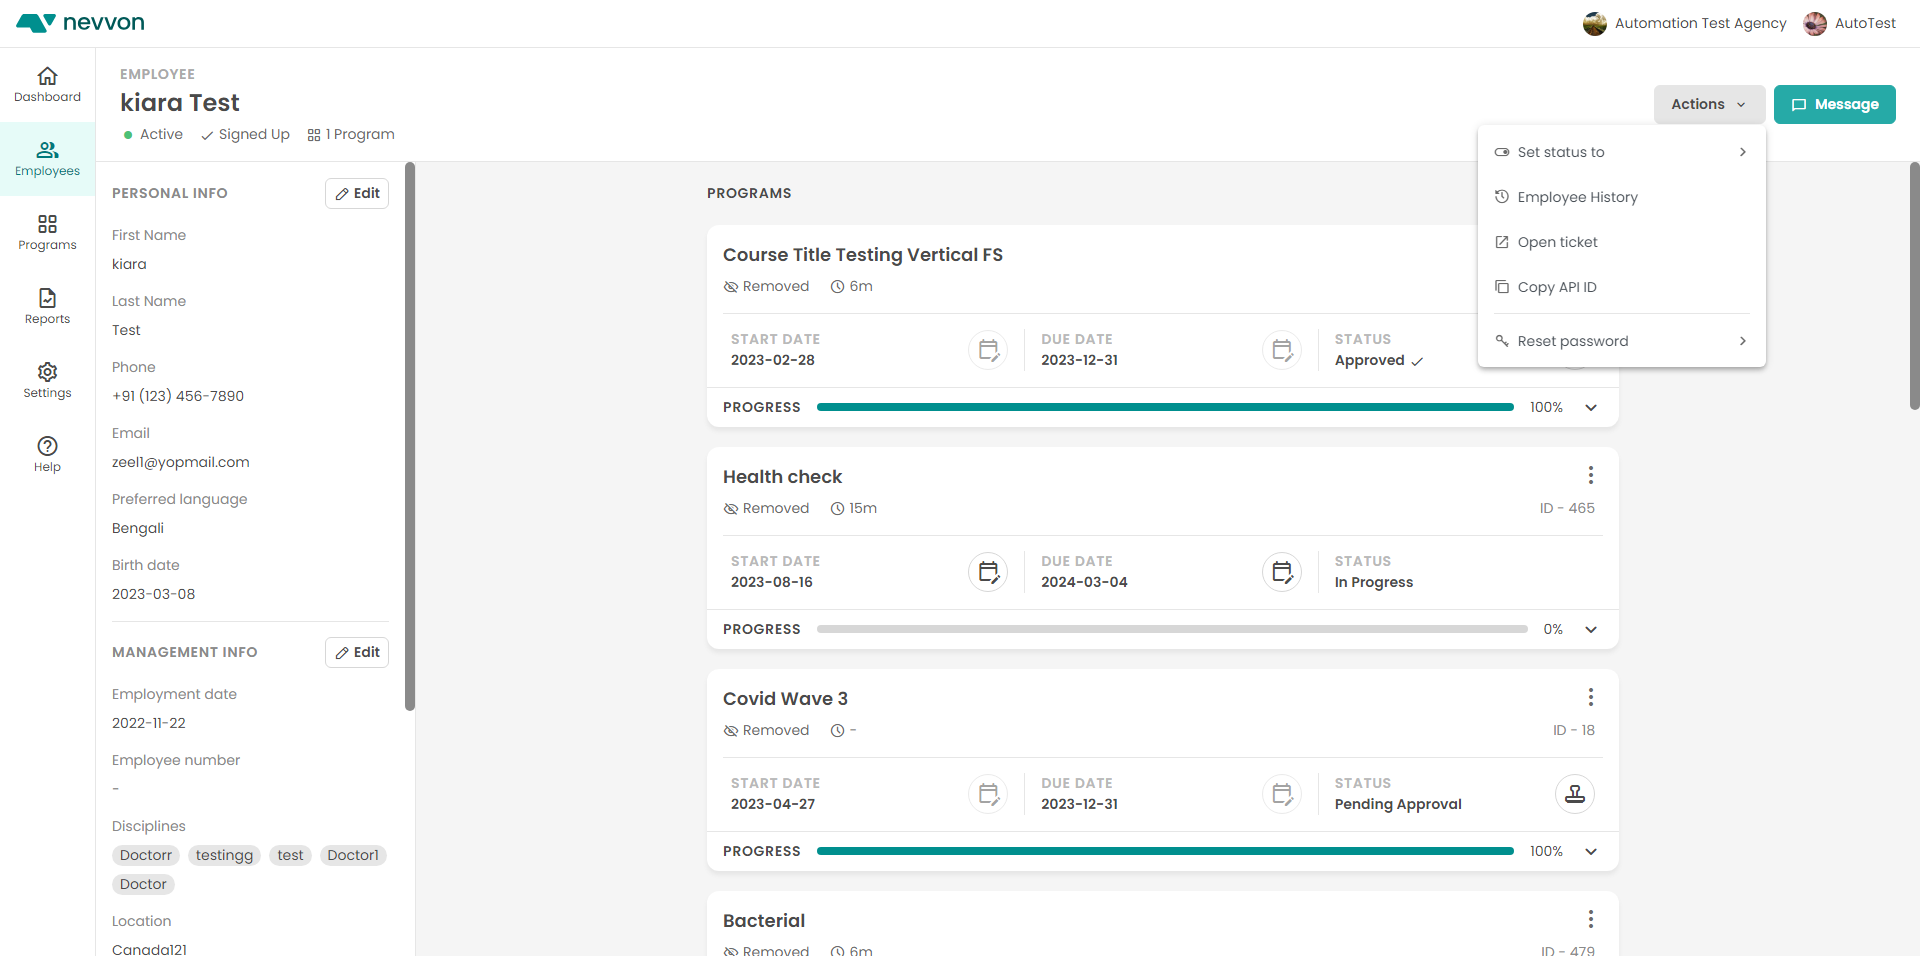 nevvon
Automation Test Agency
AutoTest
Dashboard
Employees
Programs
Reports
Settings
Help
EMPLOYEE
kiara Test
Active
Signed Up
1 Program
Actions
Message
Set status to
Employee History
Open ticket
Copy API ID
Reset password
PERSONAL INFO
Edit
First Name
kiara
Last Name
Test
Phone
+91 (123) 456-7890
Email
zeel1@yopmail.com
Preferred language
Bengali
Birth date
2023-03-08
MANAGEMENT INFO
Edit
Employment date
2022-11-22
Employee number
-
Disciplines
Doctorr testingg test Doctor1
Doctor
Location
Canada121
PROGRAMS
Course Title Testing Vertical FS
Removed 6m
START DATE
2023-02-28
DUE DATE
2023-12-31
STATUS
Approved
PROGRESS 100%
Health check
Removed 15m
ID - 465
START DATE
2023-08-16
DUE DATE
2024-03-04
STATUS
In Progress
PROGRESS 0%
Covid Wave 3
Removed -
ID - 18
START DATE
2023-04-27
DUE DATE
2023-12-31
STATUS
Pending Approval
PROGRESS 100%
Bacterial
Removed 6m
ID - 479